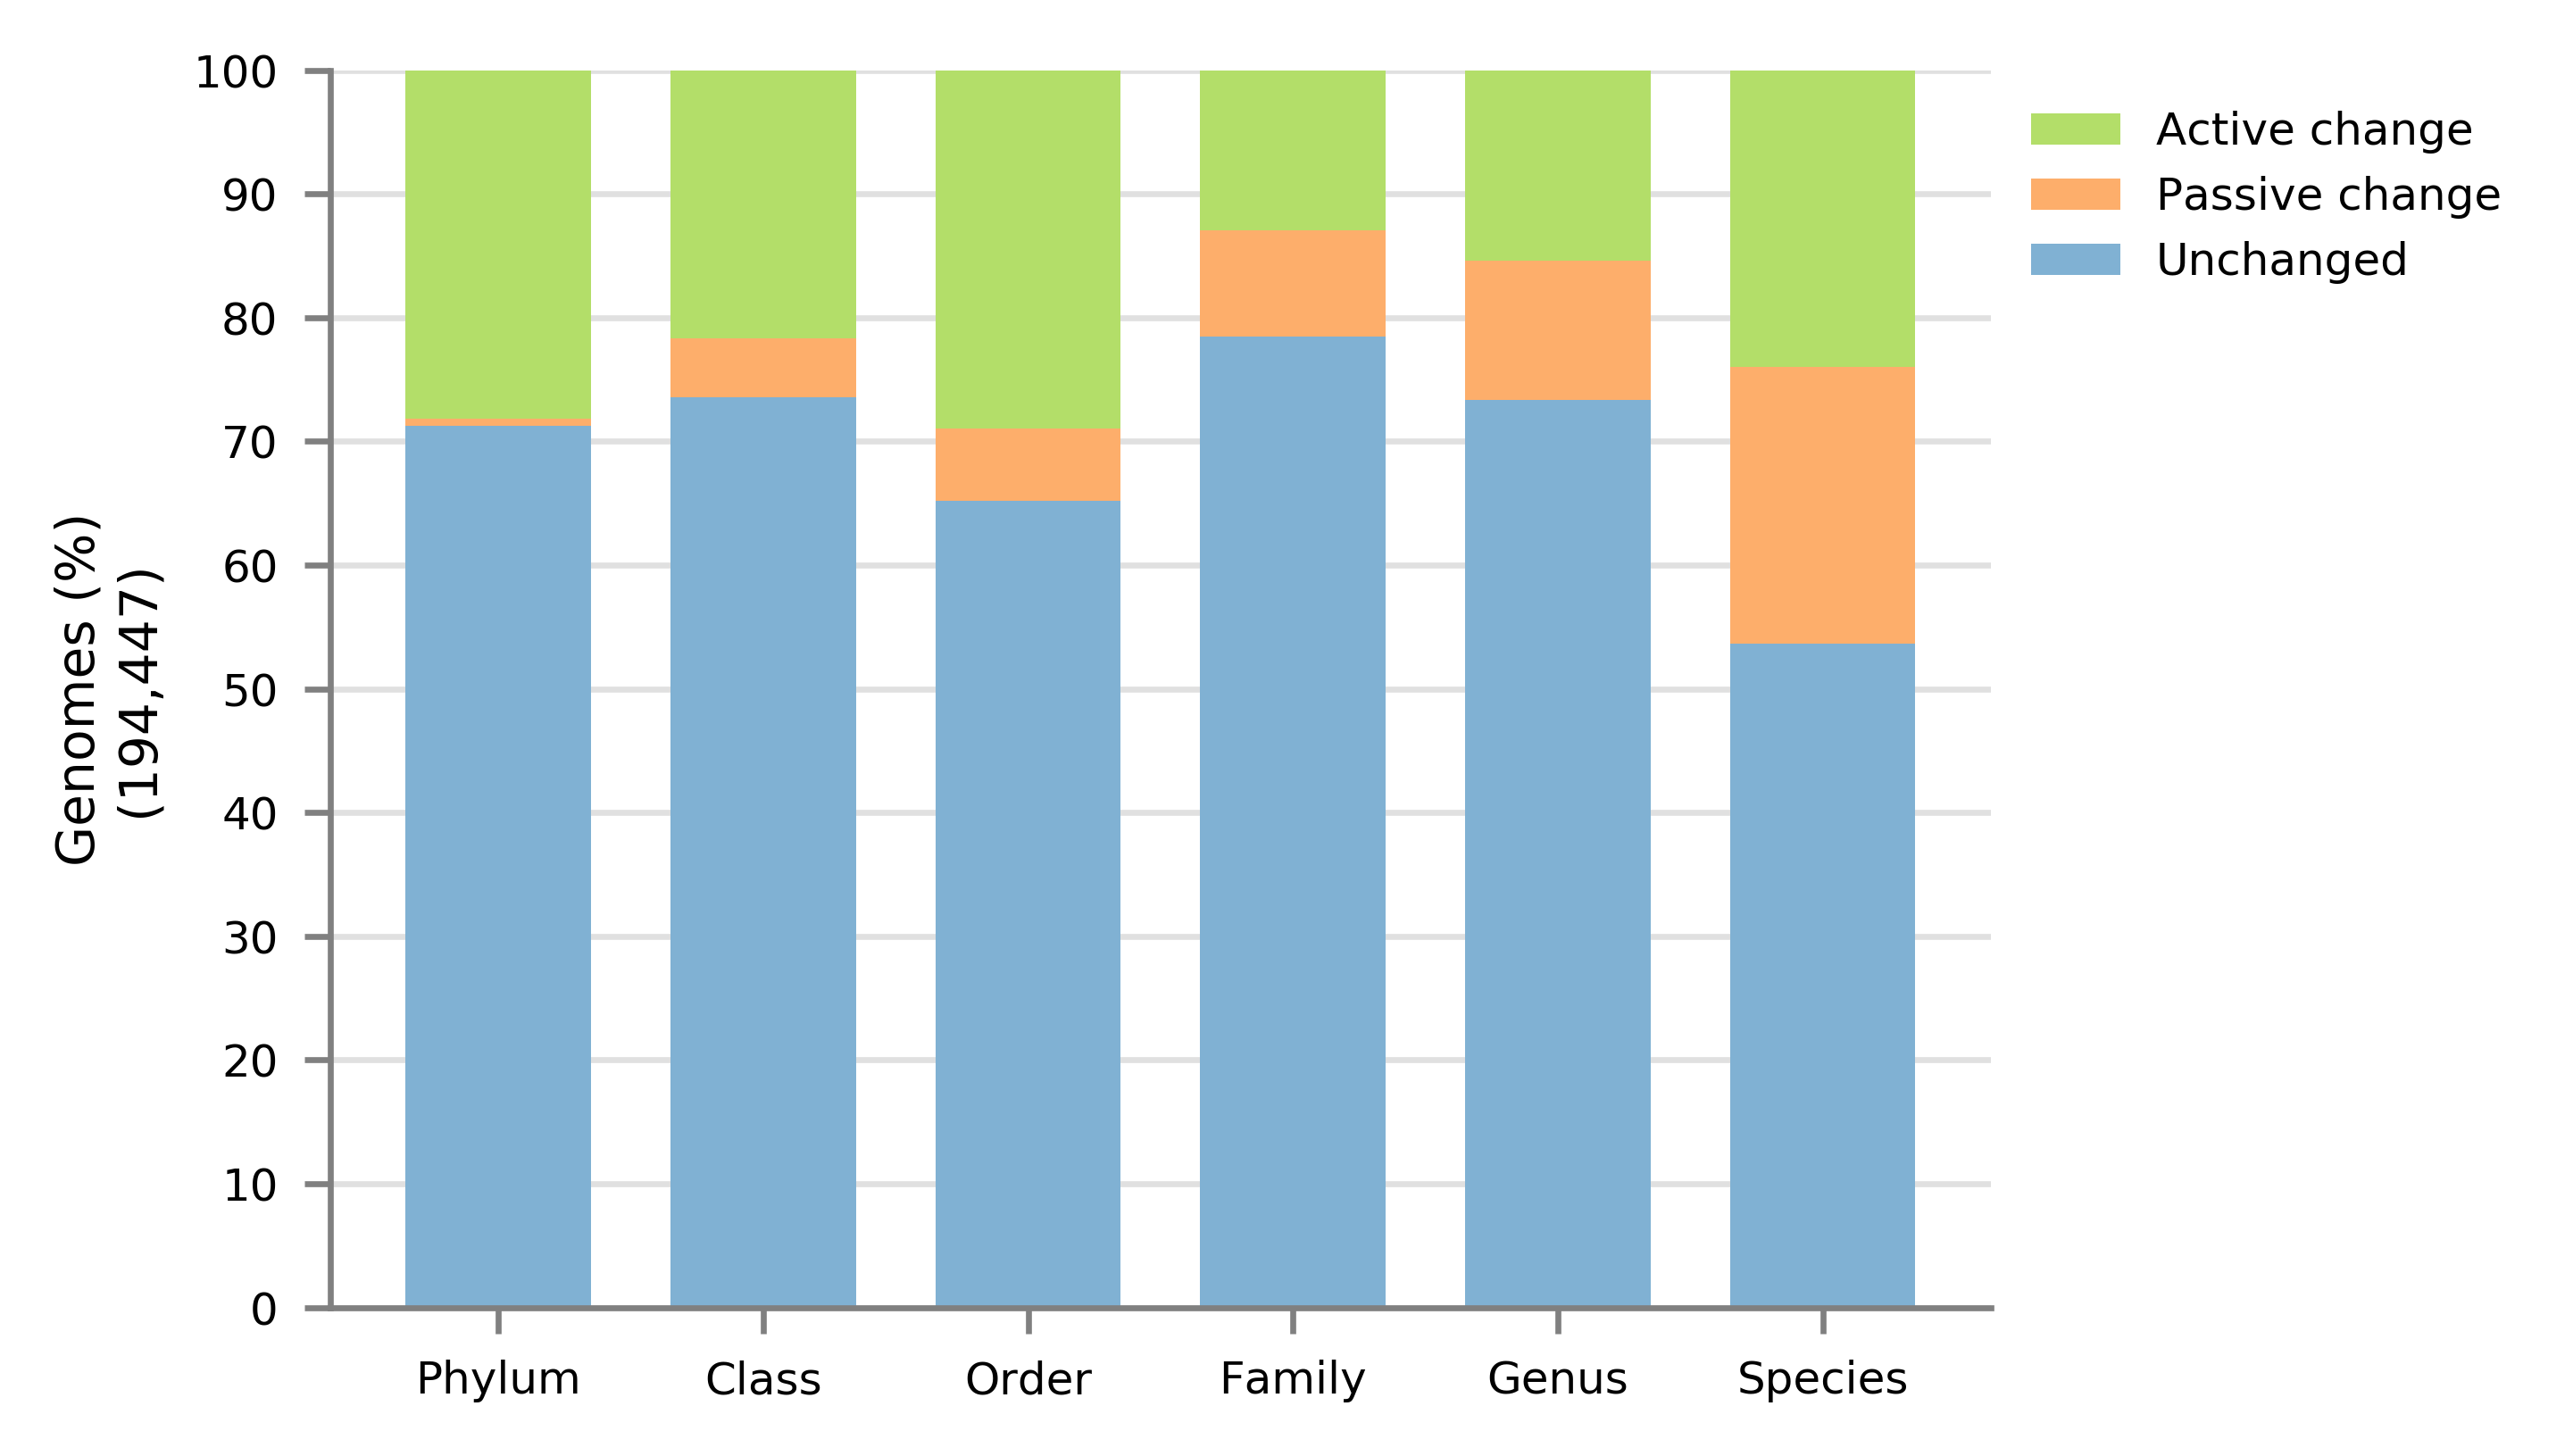 100
90
80
70
60
50
40
30
20
10
0
Genomes (%)
(194,447)
Phylum
Class
Order
Family
Genus
Species
Active change
Passive change
Unchanged